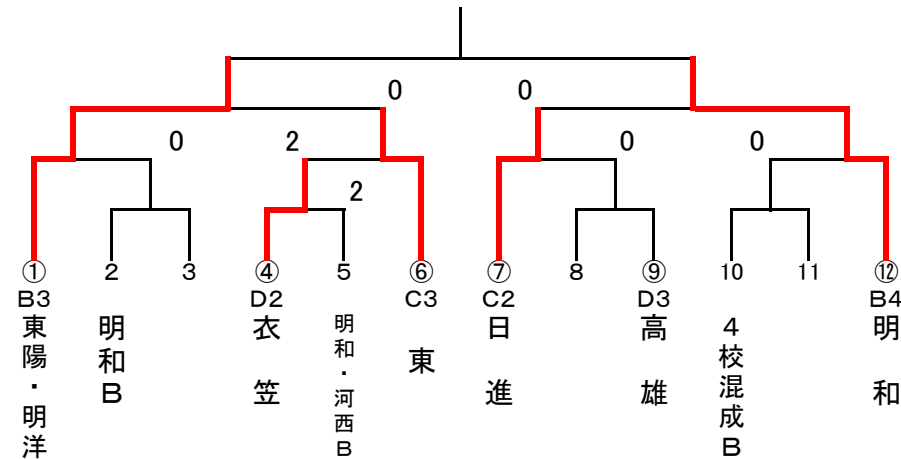 0 0
0 2 0 0
2
① 2 3 ④ 5 ⑥ ⑦ 8 ⑨ 10 11 ⑫
B3 D2 C3 C2 D3 B4
東陽・明洋
明和B
衣笠
明和・河西B
東
日進
高雄
4校混成B
明和